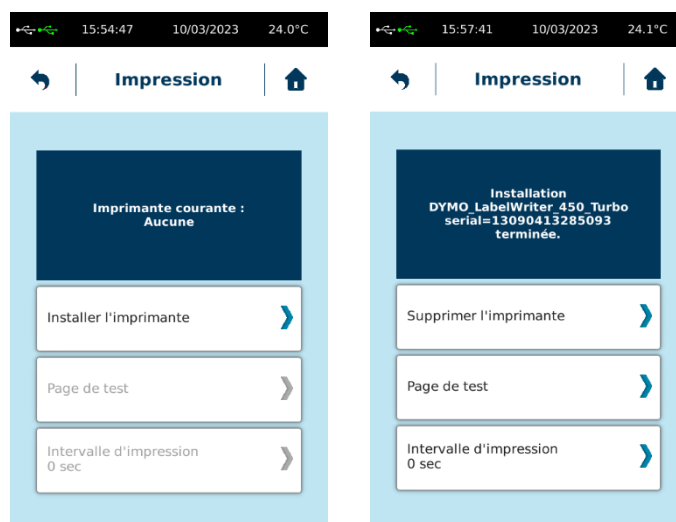 15:54:47 10/03/2023 24.0°C
Impression
Imprimante courante :
Aucune
Installer l'imprimante
Page de test
Intervalle d'impression
0 sec
15:57:41 10/03/2023 24.1°C
Impression
Installation
DYMO_LabelWriter_450_Turbo
serial=13090413285093
terminée.
Supprimer l'imprimante
Page de test
Intervalle d'impression
0 sec